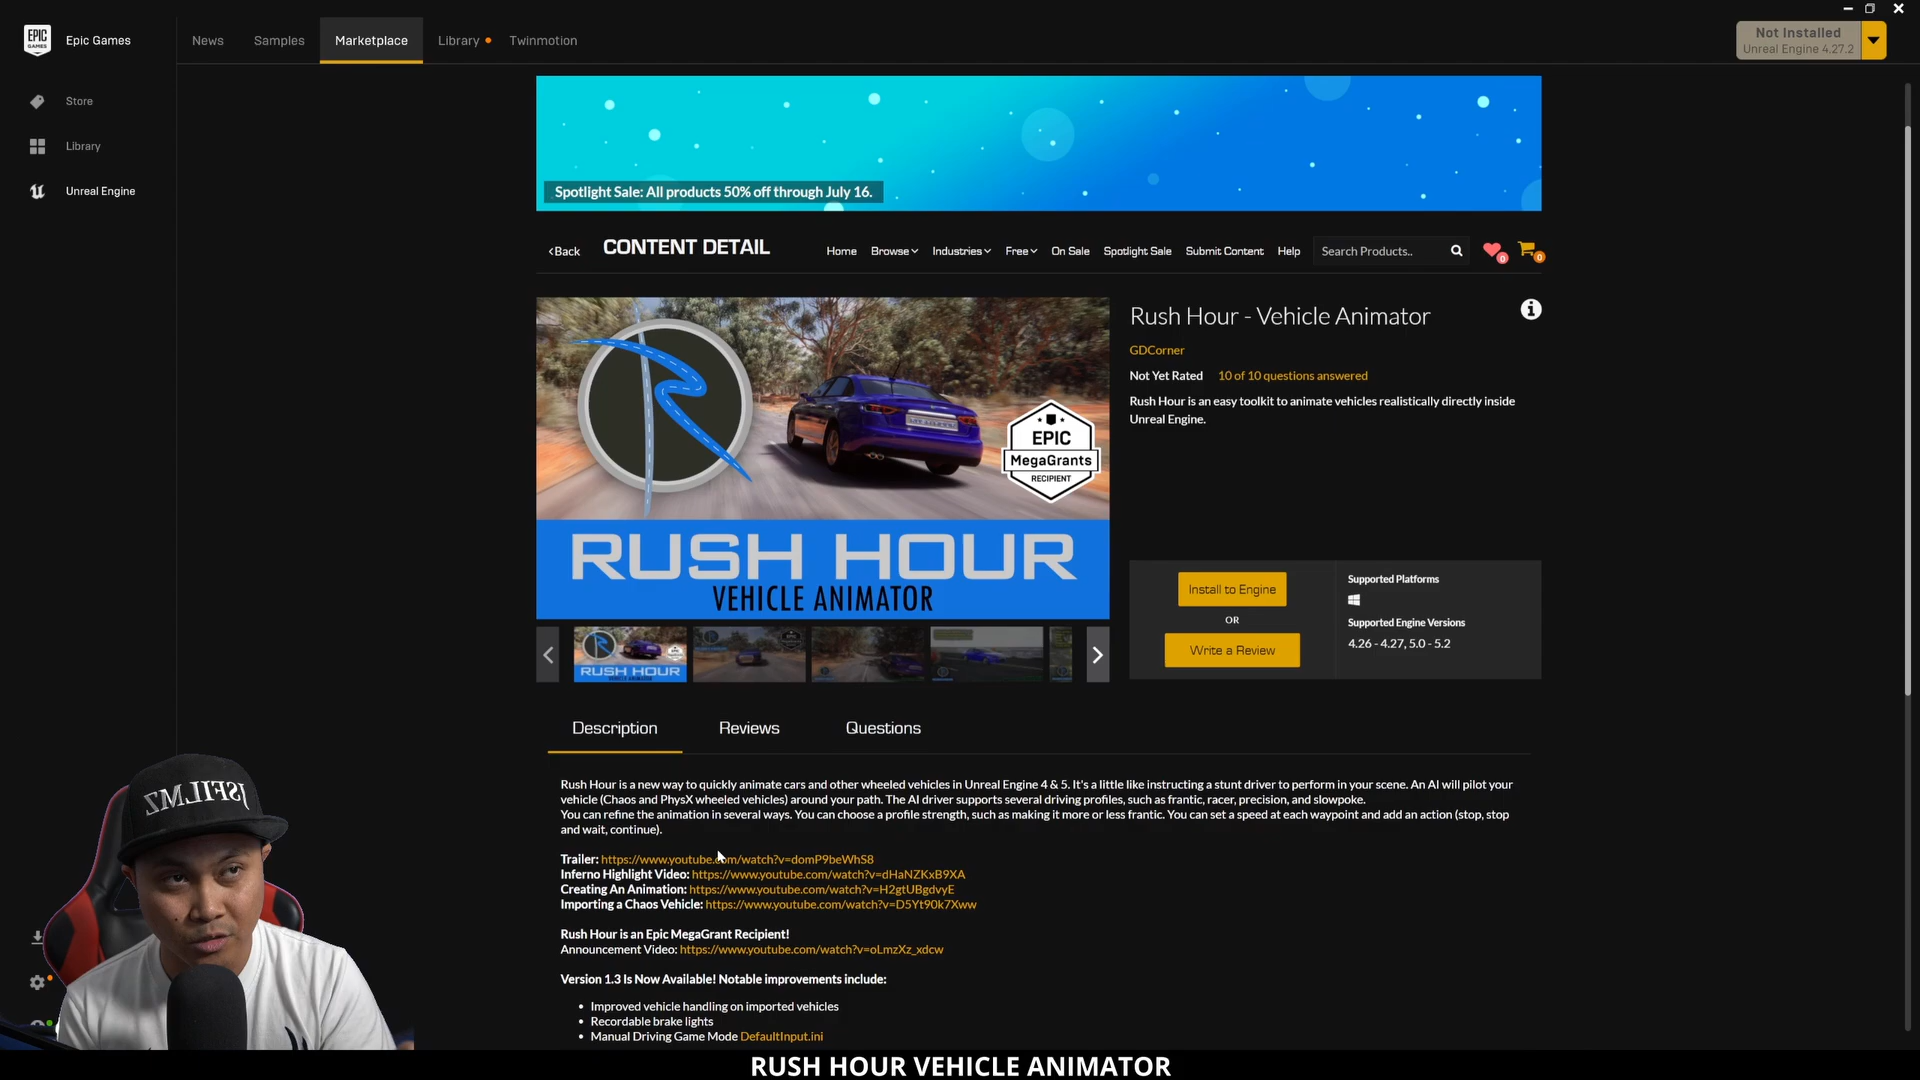 EPIC GAMES
Epic Games
News
Samples
Marketplace
Library
Twinmotion
Not Installed
Unreal Engine 4.27.2
Store
Library
Unreal Engine
Spotlight Sale: All products 50% off through July 16.
Back
CONTENT DETAIL
Home
Browse
Industries
Free
On Sale
Spotlight Sale
Submit Content
Help
Search Products..
0
0
EPIC
MegaGrants
RECIPIENT
RUSH HOUR
VEHICLE ANIMATOR
Rush Hour - Vehicle Animator
GDCorner
Not Yet Rated
10 of 10 questions answered
Rush Hour is an easy toolkit to animate vehicles realistically directly inside
Unreal Engine.
Install to Engine
OR
Write a Review
Supported Platforms
Supported Engine Versions
4.26 - 4.27, 5.0 - 5.2
RUSH HOUR
Description
Reviews
Questions
Rush Hour is a new way to quickly animate cars and other wheeled vehicles in Unreal Engine 4 & 5. It's a little like instructing a stunt driver to perform in your scene. An AI will pilot your
vehicle (Chaos and PhysX wheeled vehicles) around your path. The AI driver supports several driving profiles, such as frantic, racer, precision, and slowpoke.
You can refine the animation in several ways. You can choose a profile strength, such as making it more or less frantic. You can set a speed at each waypoint and add an action (stop, stop
and wait, continue).
Trailer: https://www.youtube.com/watch?v=domP9beWhS8
Inferno Highlight Video: https://www.youtube.com/watch?v=dHaNZKxB9XA
Creating An Animation: https://www.youtube.com/watch?v=H2gtUBgdvyE
Importing a Chaos Vehicle: https://www.youtube.com/watch?v=D5Yt90k7Xww
Rush Hour is an Epic MegaGrant Recipient!
Announcement Video: https://www.youtube.com/watch?v=oLmzXz_xdcw
Version 1.3 Is Now Available! Notable improvements include:
• Improved vehicle handling on imported vehicles
• Recordable brake lights
• Manual Driving Game Mode DefaultInput.ini
JSFILMZ
RUSH HOUR VEHICLE ANIMATOR